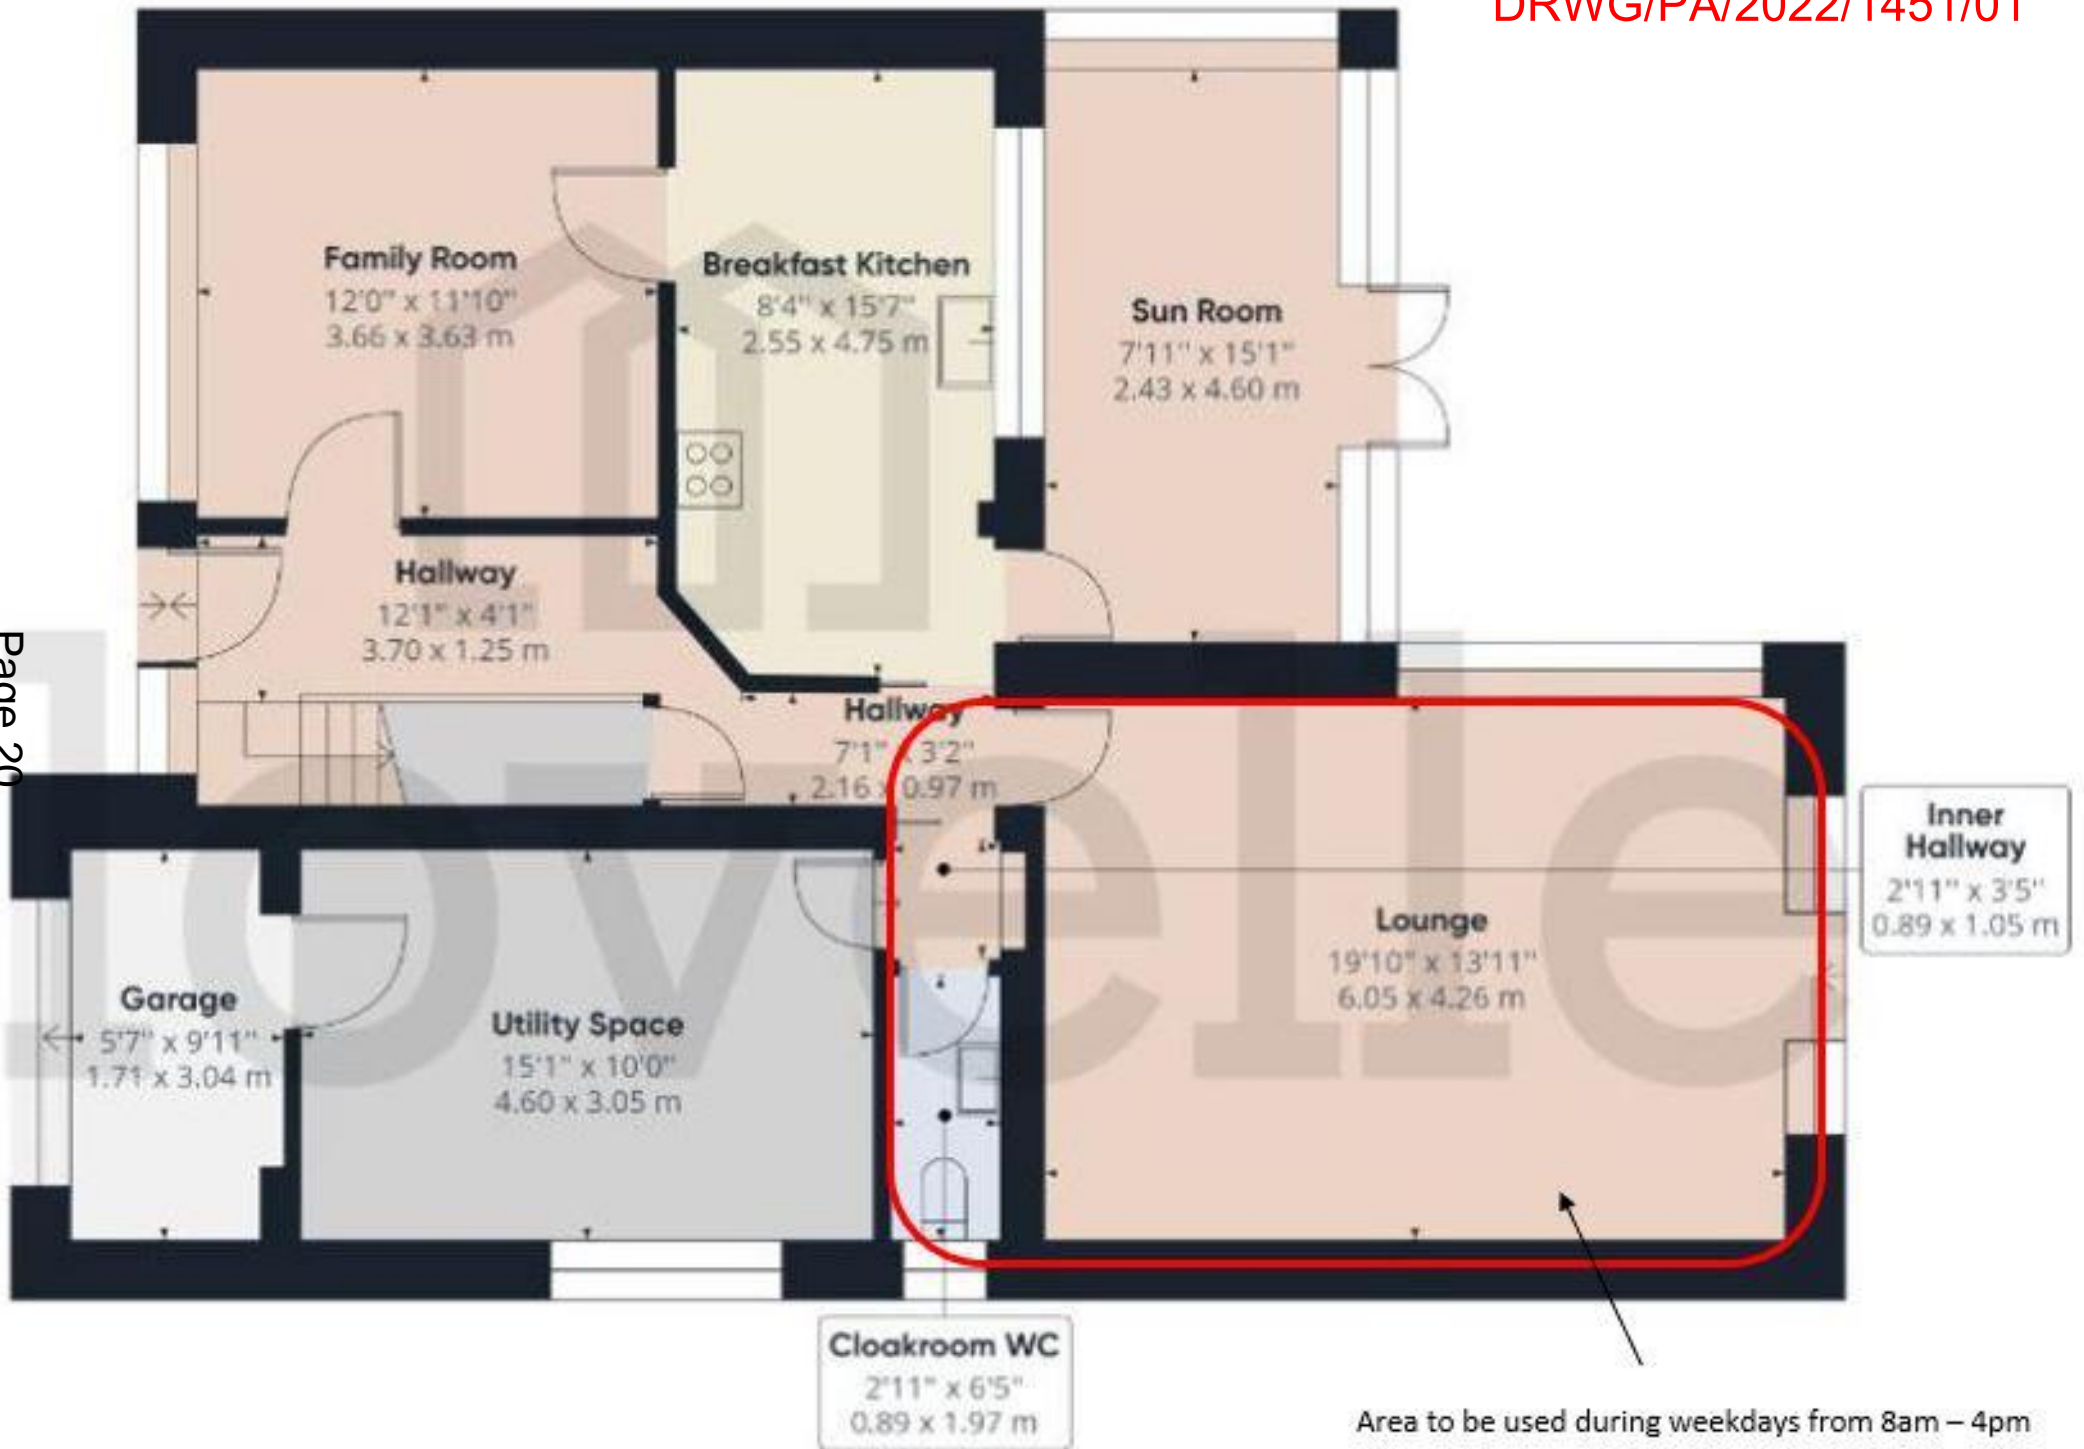 DRWG/PA/2022/1451/01
Family Room
12'0" x 11'10"
3.66 x 3.63 m
Breakfast Kitchen
8'4" x 15'7"
2.55 x 4.75 m
Sun Room
7'11" x 15'1"
2.43 x 4.60 m
Hallway
12'1" x 4'1"
3.70 x 1.25 m
Page 20
Hallway
7'1" x 3'2"
2.16 x 0.97 m
Inner
Hallway
2'11" x 3'5"
0.89 x 1.05 m
Lounge
19'10" x 13'11"
6.05 x 4.26 m
Garage
5'7" x 9'11"
1.71 x 3.04 m
Utility Space
15'1" x 10'0"
4.60 x 3.05 m
lovelle
Cloakroom WC
2'11" x 6'5"
0.89 x 1.97 m
Area to be used during weekdays from 8am – 4pm